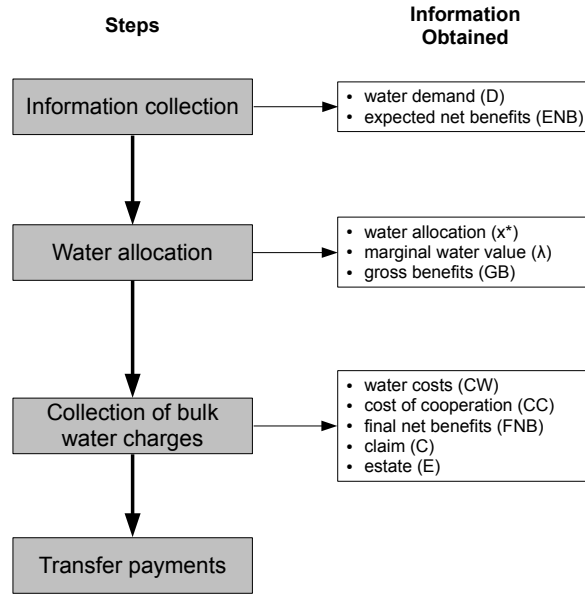 Steps
Information
Obtained
Information collection
• water demand (D)
• expected net benefits (ENB)
Water allocation
• water allocation (x*)
• marginal water value (λ)
• gross benefits (GB)
Collection of bulk
water charges
• water costs (CW)
• cost of cooperation (CC)
• final net benefits (FNB)
• claim (C)
• estate (E)
Transfer payments